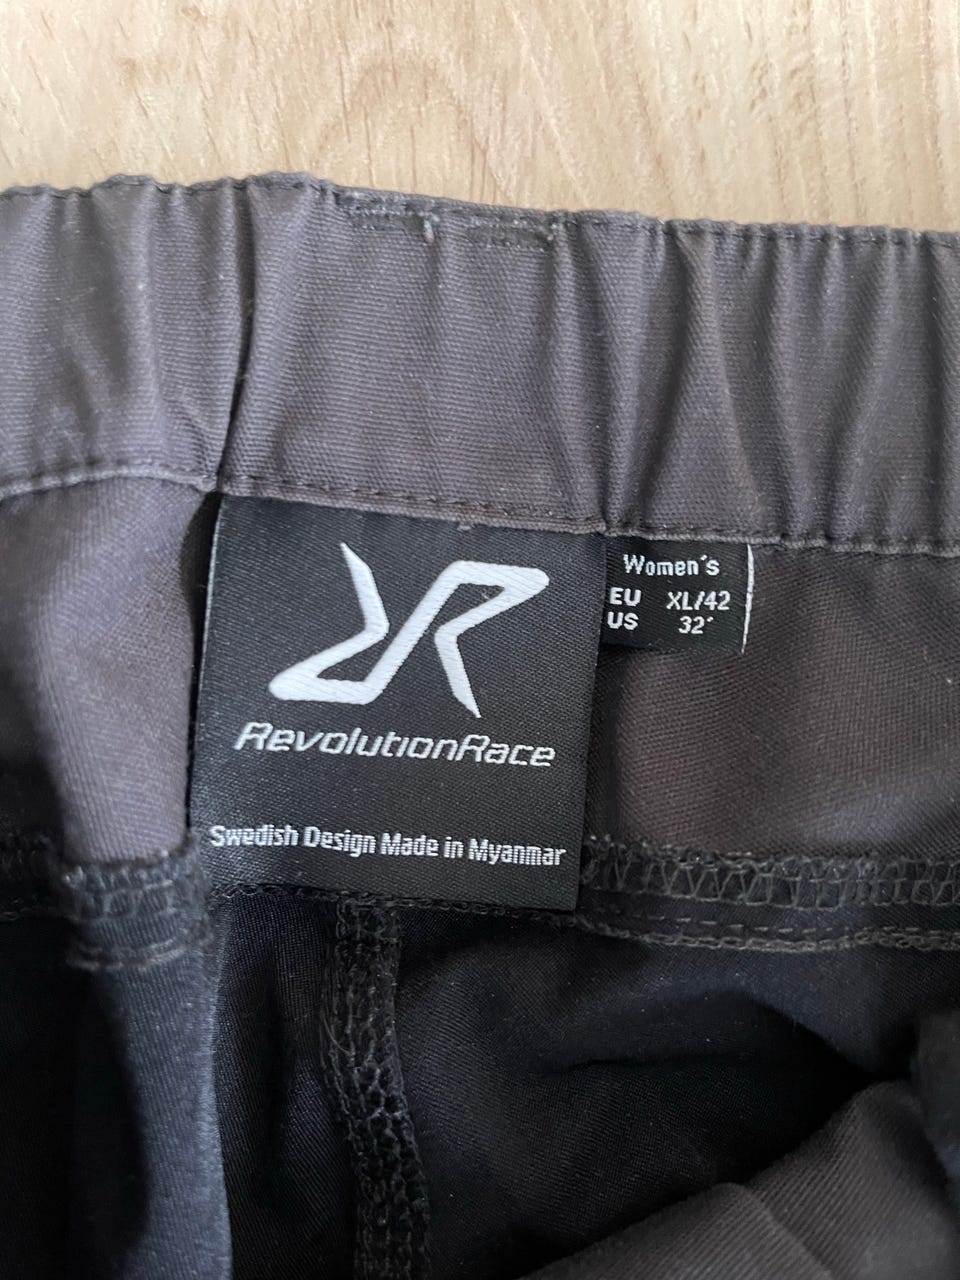 RevolutionRace
Swedish Design Made in Myanmar
Women´s
EU XL/42
US 32"